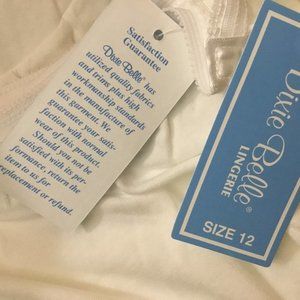 Satisfaction
Guarantee
Dixie Belle® has
utilized quality fabrics
and trims plus high
workmanship standards
in the manufacture of
this garment. We
guarantee your satis-
faction with normal
wear of this product.
Should you not be
satisfied with its per-
formance, return the
item to us for
replacement or refund.
Dixie Belle®
LINGERIE
SIZE 12